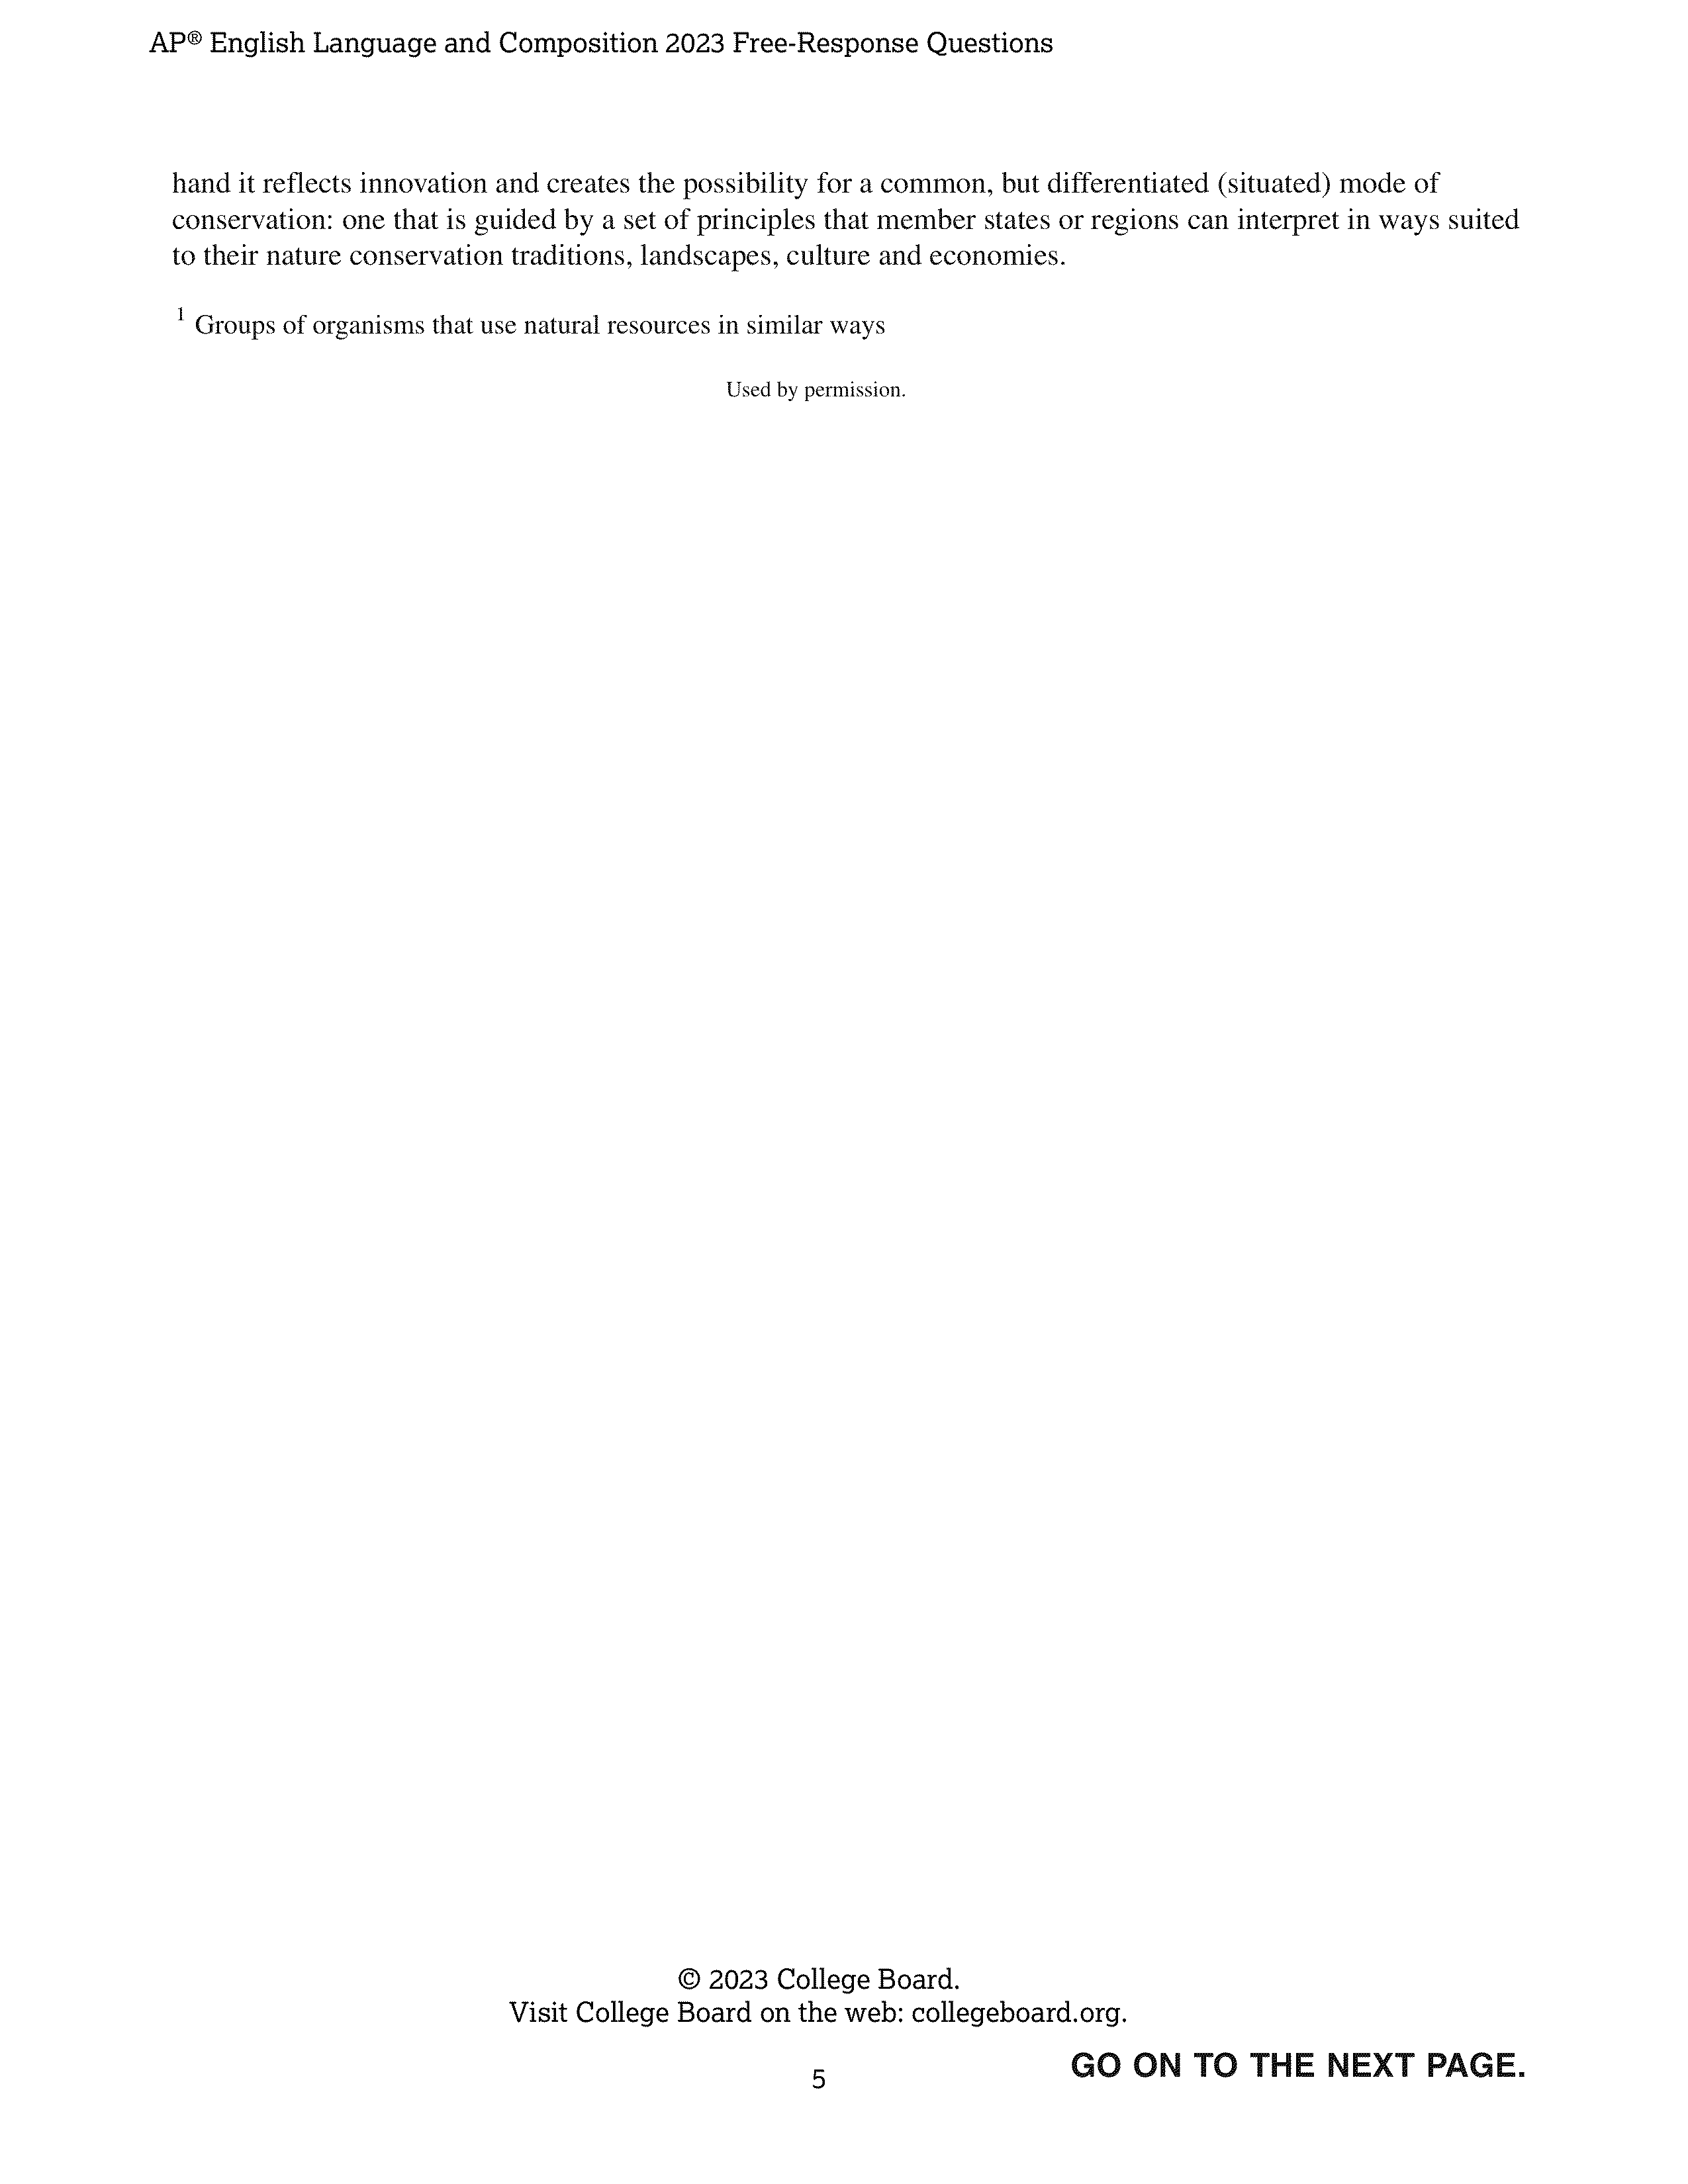 AP® English Language and Composition 2023 Free-Response Questions
hand it reflects innovation and creates the possibility for a common, but differentiated (situated) mode of
conservation: one that is guided by a set of principles that member states or regions can interpret in ways suited
to their nature conservation traditions, landscapes, culture and economies.
1 Groups of organisms that use natural resources in similar ways
Used by permission.
© 2023 College Board.
Visit College Board on the web: collegeboard.org.
5
GO ON TO THE NEXT PAGE.